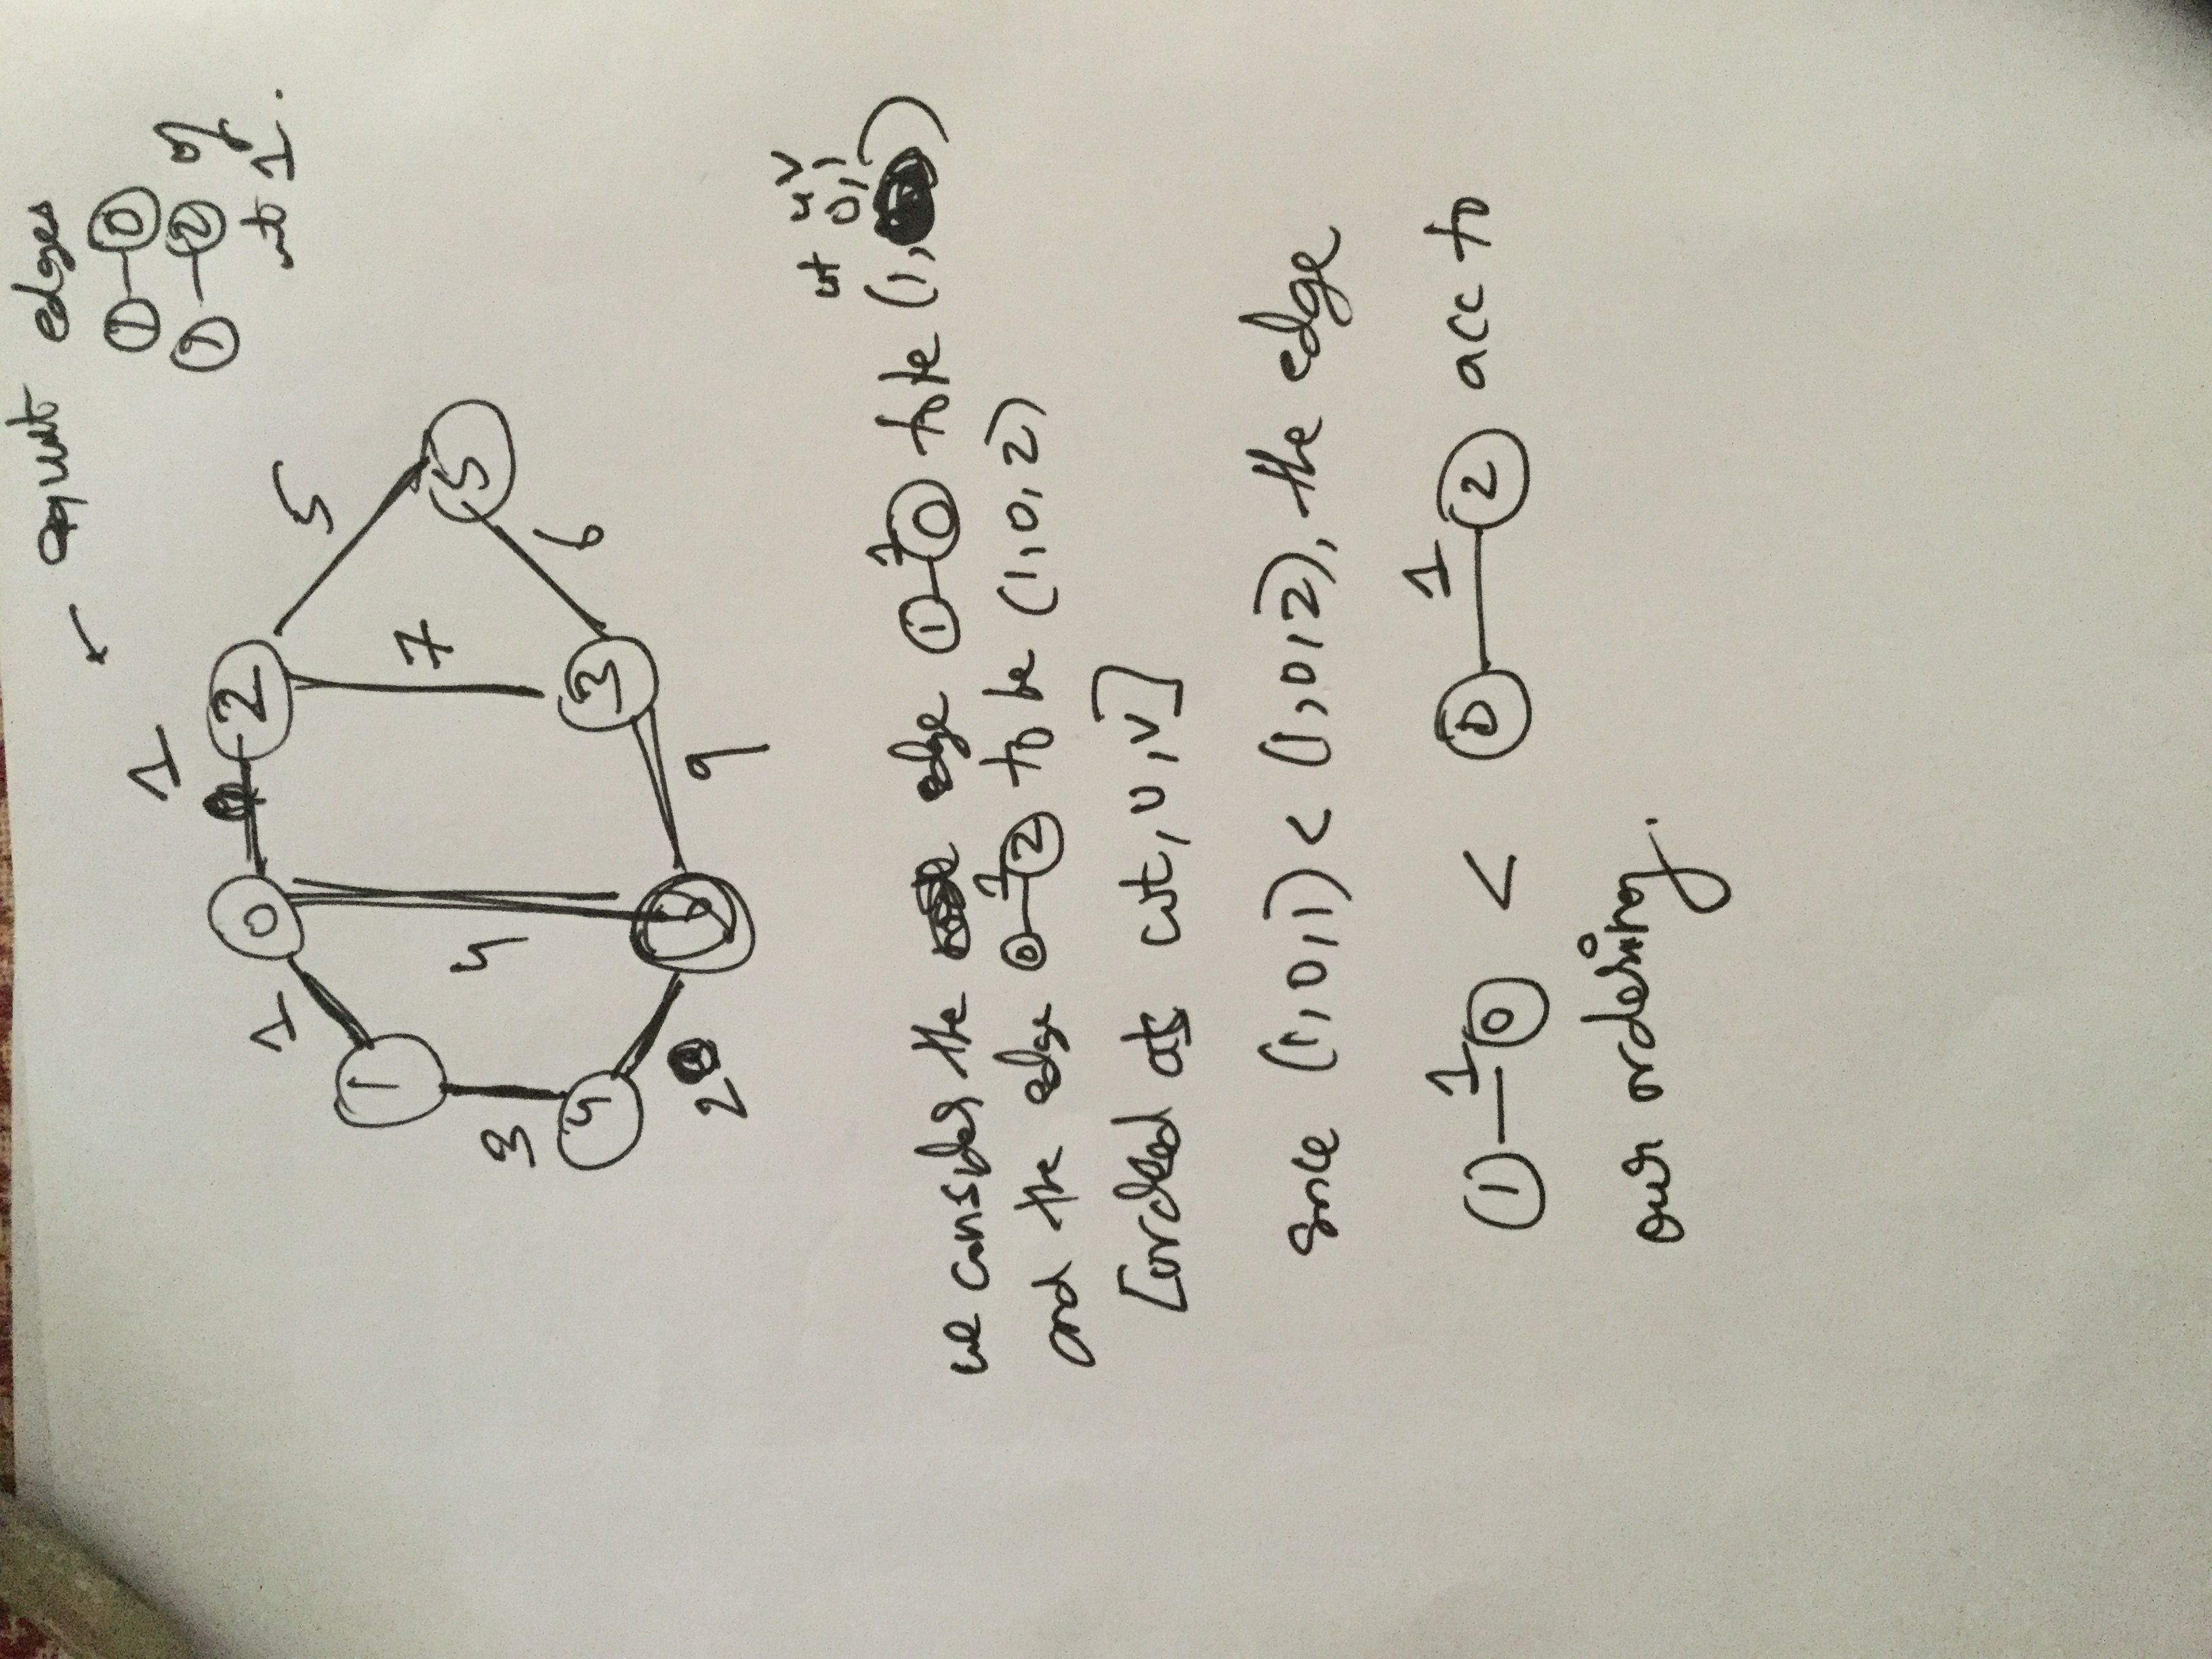 equal wt edges
1 - 0
1 - 2 of
wt 1.
1
1
0
2
5
1
7
4
3
5
4
3
6
6
2
9
wt u v
0,1
we consider the edge 1 - 1 - 0 to be (1, )
and the edge 0 - 1 - 2 to be (1,0,2)
[ordered as wt, u, v]
since (1,0,1) < (1,0,2), the edge
1 - 1 - 0 < 0 - 1 - 2 acc to
our ordering.